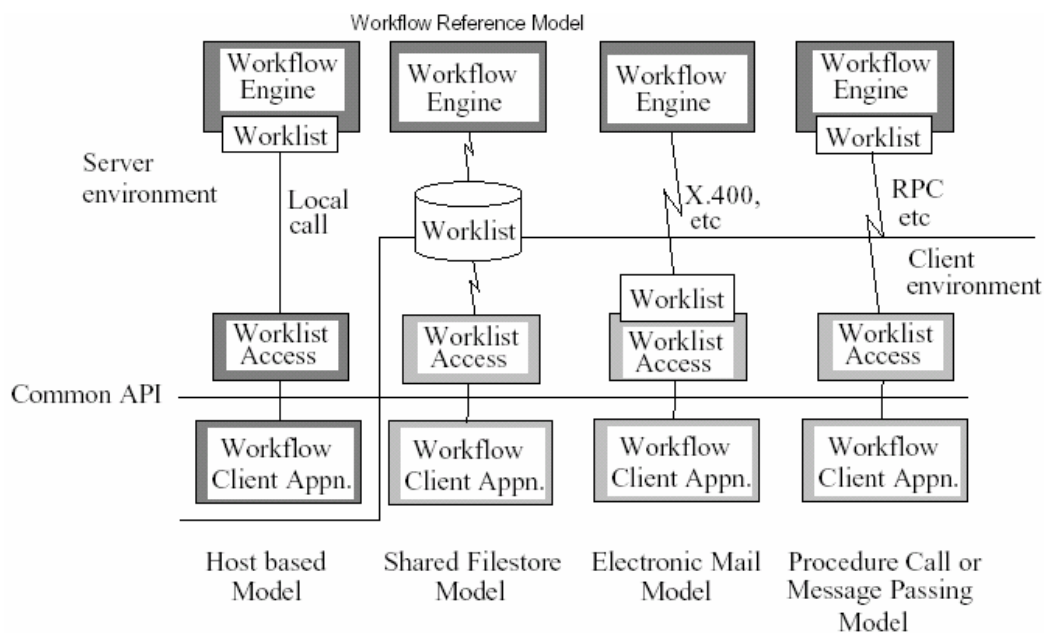 Workflow Reference Model
Workflow
Engine
Worklist
Workflow
Engine
Workflow
Engine
Workflow
Engine
Worklist
Server
environment
Local
call
Worklist
X.400,
etc
RPC
etc
Client
environment
Worklist
Worklist
Access
Worklist
Access
Worklist
Access
Worklist
Access
Common API
Workflow
Client Appn.
Workflow
Client Appn.
Workflow
Client Appn.
Workflow
Client Appn.
Host based
Model
Shared Filestore
Model
Electronic Mail
Model
Procedure Call or
Message Passing
Model